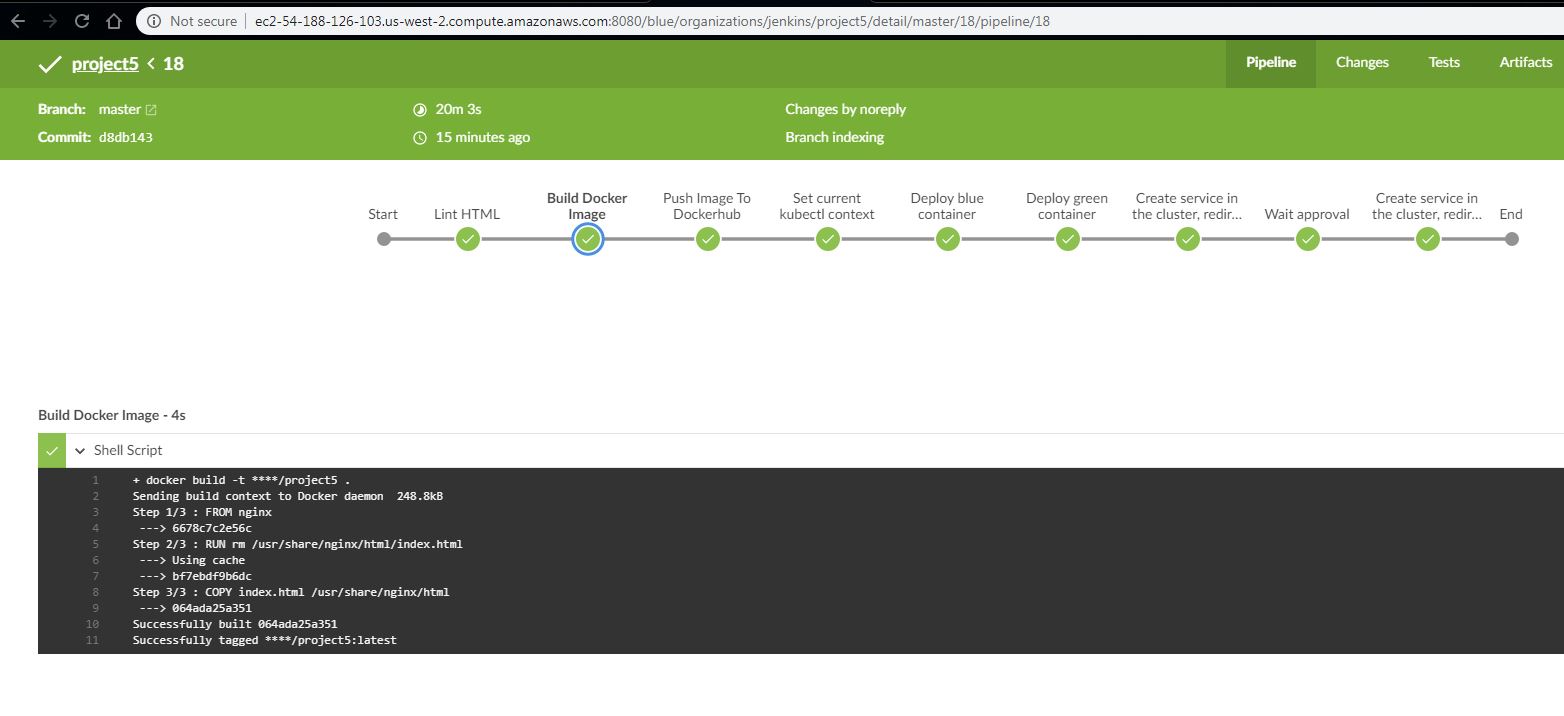 Not secure ec2-54-188-126-103.us-west-2.compute.amazonaws.com:8080/blue/organizations/jenkins/project5/detail/master/18/pipeline/18
project5 < 18 Pipeline Changes Tests Artifacts
Branch: master 20m 3s Changes by noreply
Commit: d8db143 15 minutes ago Branch indexing
Start
Lint HTML
Build Docker
Image
Push Image To
Dockerhub
Set current
kubectl context
Deploy blue
container
Deploy green
container
Create service in
the cluster, redir...
Wait approval
Create service in
the cluster, redir...
End
Build Docker Image - 4s
Shell Script
1 + docker build -t ****/project5 .
2 Sending build context to Docker daemon  248.8kB
3 Step 1/3 : FROM nginx
4  ---> 6678c7c2e56c
5 Step 2/3 : RUN rm /usr/share/nginx/html/index.html
6  ---> Using cache
7  ---> bf7ebdf9b6dc
8 Step 3/3 : COPY index.html /usr/share/nginx/html
9  ---> 064ada25a351
10 Successfully built 064ada25a351
11 Successfully tagged ****/project5:latest